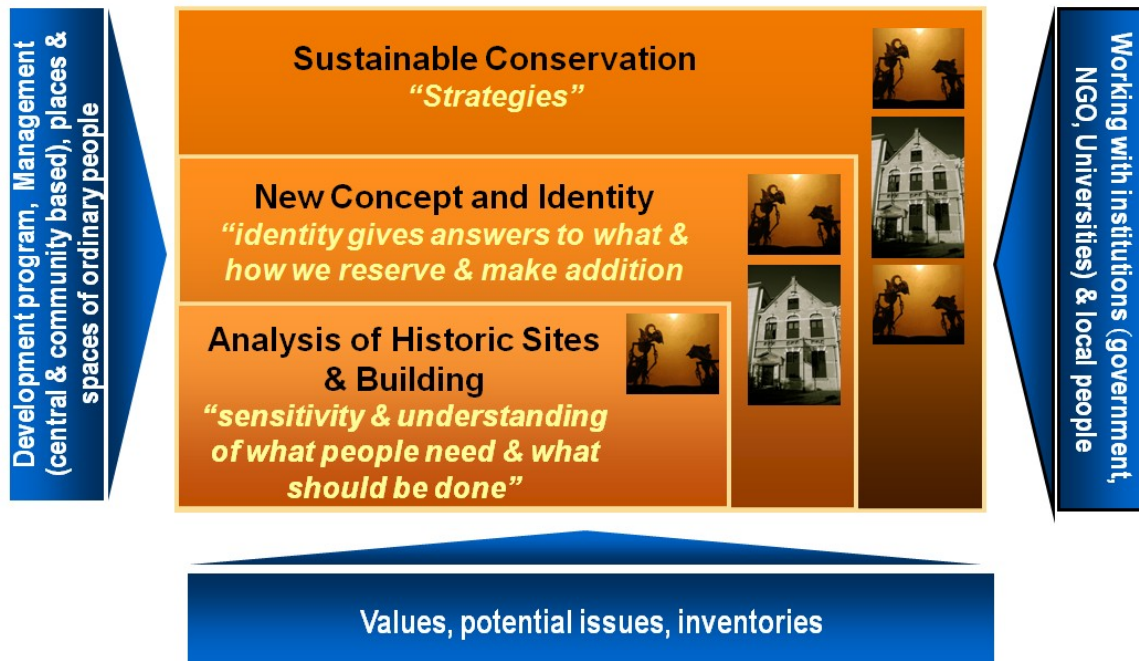 Development program, Management
(central & community based), places &
spaces of ordinary people
Sustainable Conservation
“Strategies”
New Concept and Identity
“identity gives answers to what &
how we reserve & make addition
Analysis of Historic Sites
& Building
“sensitivity & understanding
of what people need & what
should be done”
Working with institutions (government,
NGO, Universities) & local people
Values, potential issues, inventories